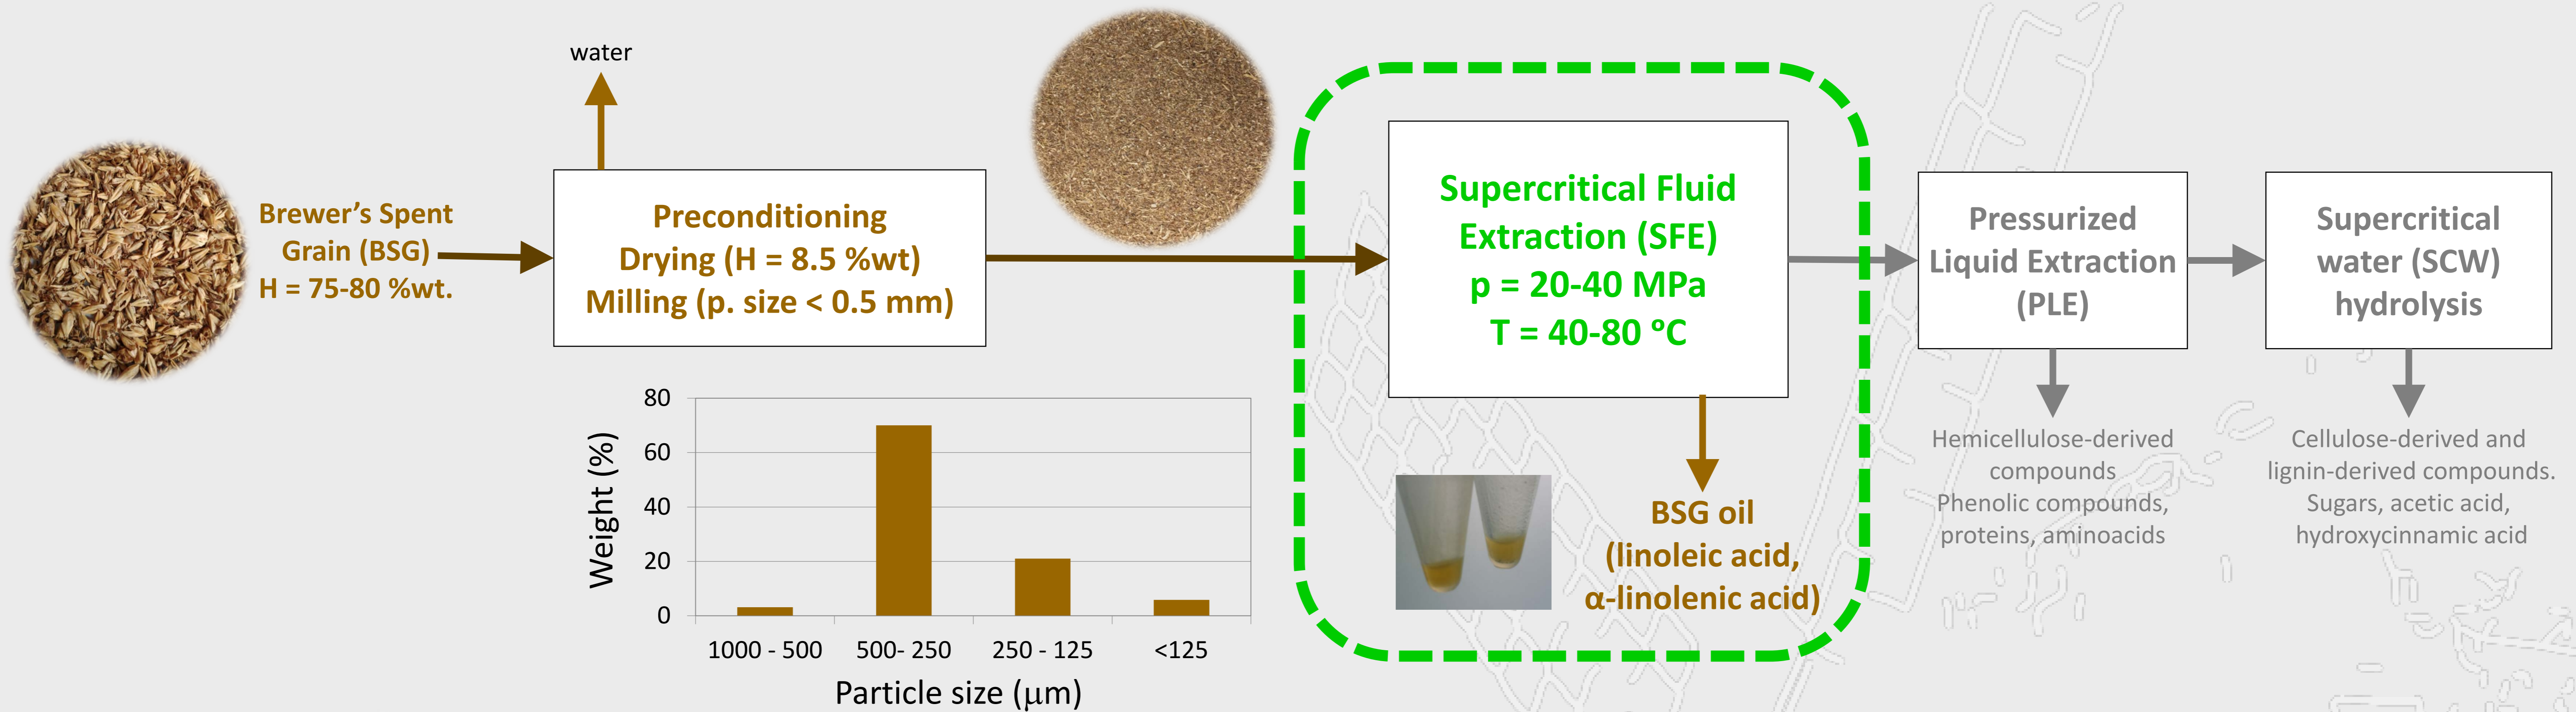 water
Brewer’s Spent
Grain (BSG)
H = 75-80 %wt.
Preconditioning
Drying (H = 8.5 %wt)
Milling (p. size < 0.5 mm)
80
60
40
20
0
Weight (%)
1000 - 500
500- 250
250 - 125
<125
Particle size (μm)
Supercritical Fluid
Extraction (SFE)
p = 20-40 MPa
T = 40-80 ºC
BSG oil
(linoleic acid,
α-linolenic acid)
Pressurized
Liquid Extraction
(PLE)
Hemicellulose-derived
compounds
Phenolic compounds,
proteins, aminoacids
Supercritical
water (SCW)
hydrolysis
Cellulose-derived and
lignin-derived compounds.
Sugars, acetic acid,
hydroxycinnamic acid